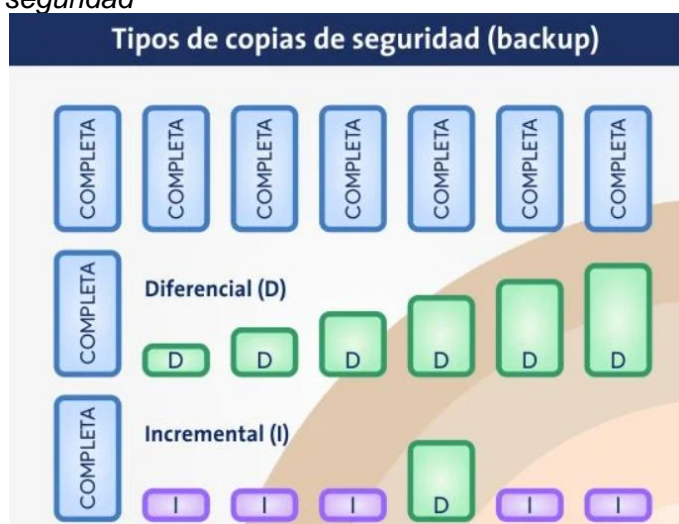 seguridad
Tipos de copias de seguridad (backup)
COMPLETA COMPLETA COMPLETA COMPLETA COMPLETA COMPLETA COMPLETA
COMPLETA
Diferencial (D)
D D D D D D
COMPLETA
Incremental (I)
I I I D I I